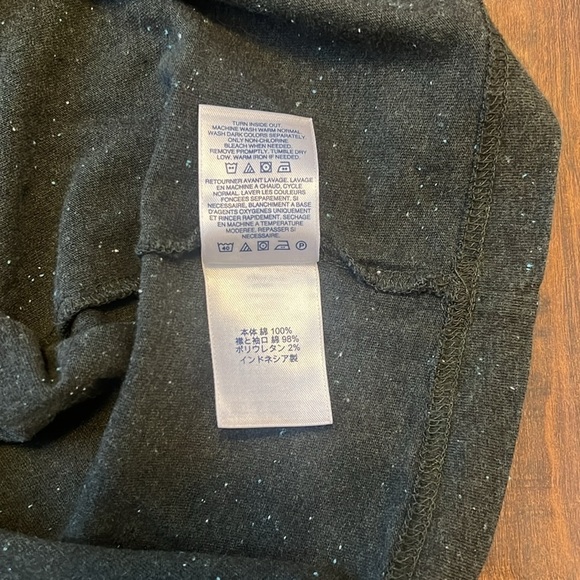 TURN INSIDE OUT.
MACHINE WASH WARM NORMAL.
WASH DARK COLORS SEPARATELY.
ONLY NON-CHLORINE
BLEACH WHEN NEEDED.
REMOVE PROMPTLY. TUMBLE DRY
LOW, WARM IRON IF NEEDED.
RETOURNER AVANT LAVAGE, LAVAGE
EN MACHINE A CHAUD, CYCLE
NORMAL. LAVER LES COULEURS
FONCEES SEPAREMENT. SI
NECESSAIRE, BLANCHIMENT A BASE
D'AGENTS OXYGENES UNIQUEMENT
ET RINCER RAPIDEMENT. SECHAGE
EN MACHINE A TEMPERATURE
MODEREE. REPASSER SI
NECESSAIRE.
40 P
本体 綿 100%
襟と袖口 綿 98%
ポリウレタン 2%
インドネシア製